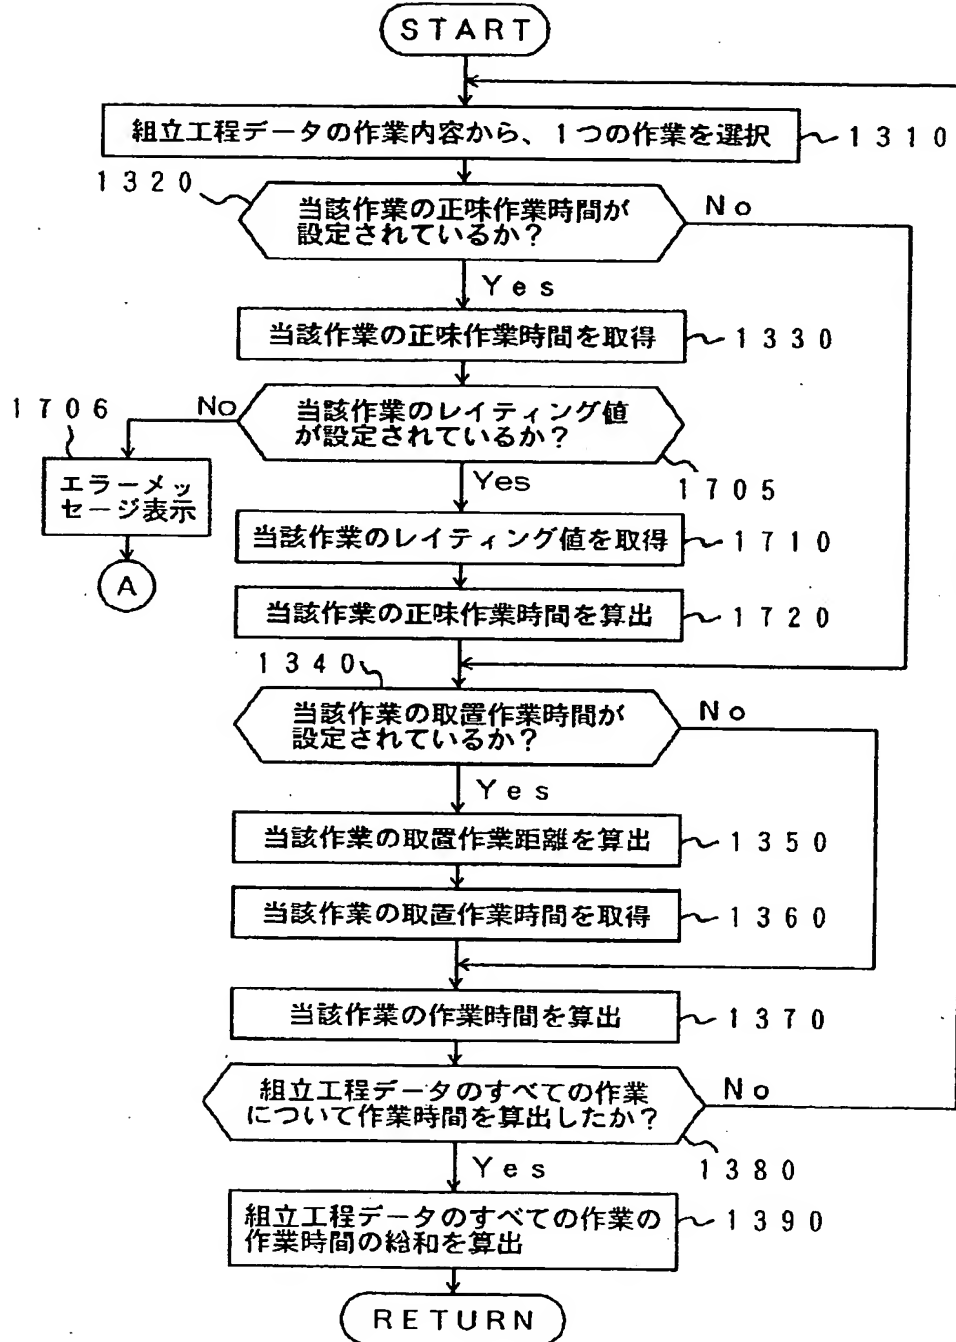 START
組立工程データの作業内容から、1つの作業を選択
1310
1320
当該作業の正味作業時間が
設定されているか?
No
Yes
当該作業の正味作業時間を取得
1330
1706
No
当該作業のレイティング値
が設定されているか?
1705
エラーメッ
セージ表示
Yes
A
当該作業のレイティング値を取得
1710
当該作業の正味作業時間を算出
1720
1340
当該作業の取置作業時間が
設定されているか?
No
Yes
当該作業の取置作業距離を算出
1350
当該作業の取置作業時間を取得
1360
当該作業の作業時間を算出
1370
組立工程データのすべての作業
について作業時間を算出したか?
No
1380
Yes
組立工程データのすべての作業の
作業時間の総和を算出
1390
RETURN